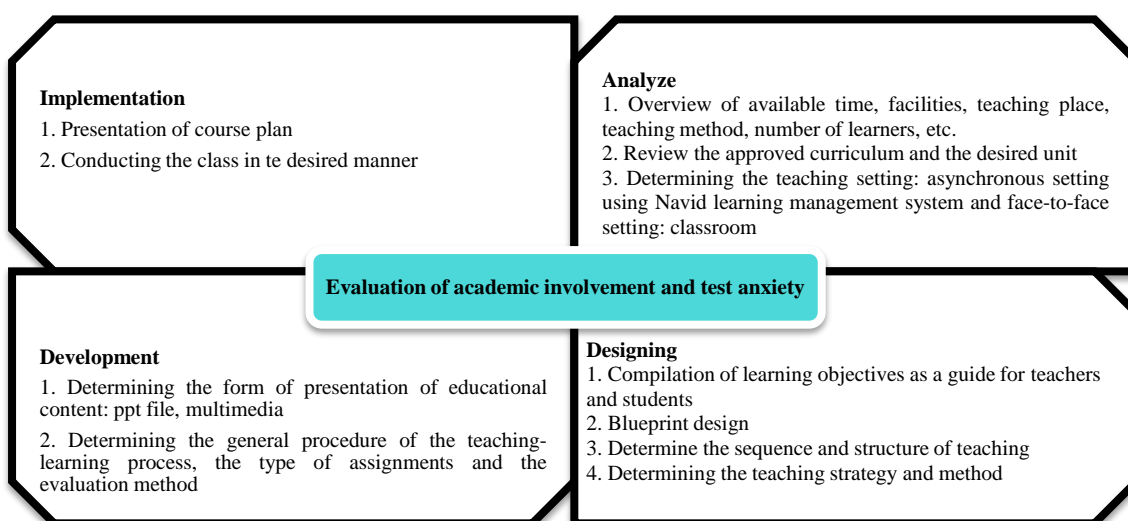 Implementation
1. Presentation of course plan
2. Conducting the class in te desired manner
Analyze
1. Overview of available time, facilities, teaching place,
teaching method, number of learners, etc.
2. Review the approved curriculum and the desired unit
3. Determining the teaching setting: asynchronous setting
using Navid learning management system and face-to-face
setting: classroom
Evaluation of academic involvement and test anxiety
Development
1. Determining the form of presentation of educational
content: ppt file, multimedia
2. Determining the general procedure of the teaching-
learning process, the type of assignments and the
evaluation method
Designing
1. Compilation of learning objectives as a guide for teachers
and students
2. Blueprint design
3. Determine the sequence and structure of teaching
4. Determining the teaching strategy and method